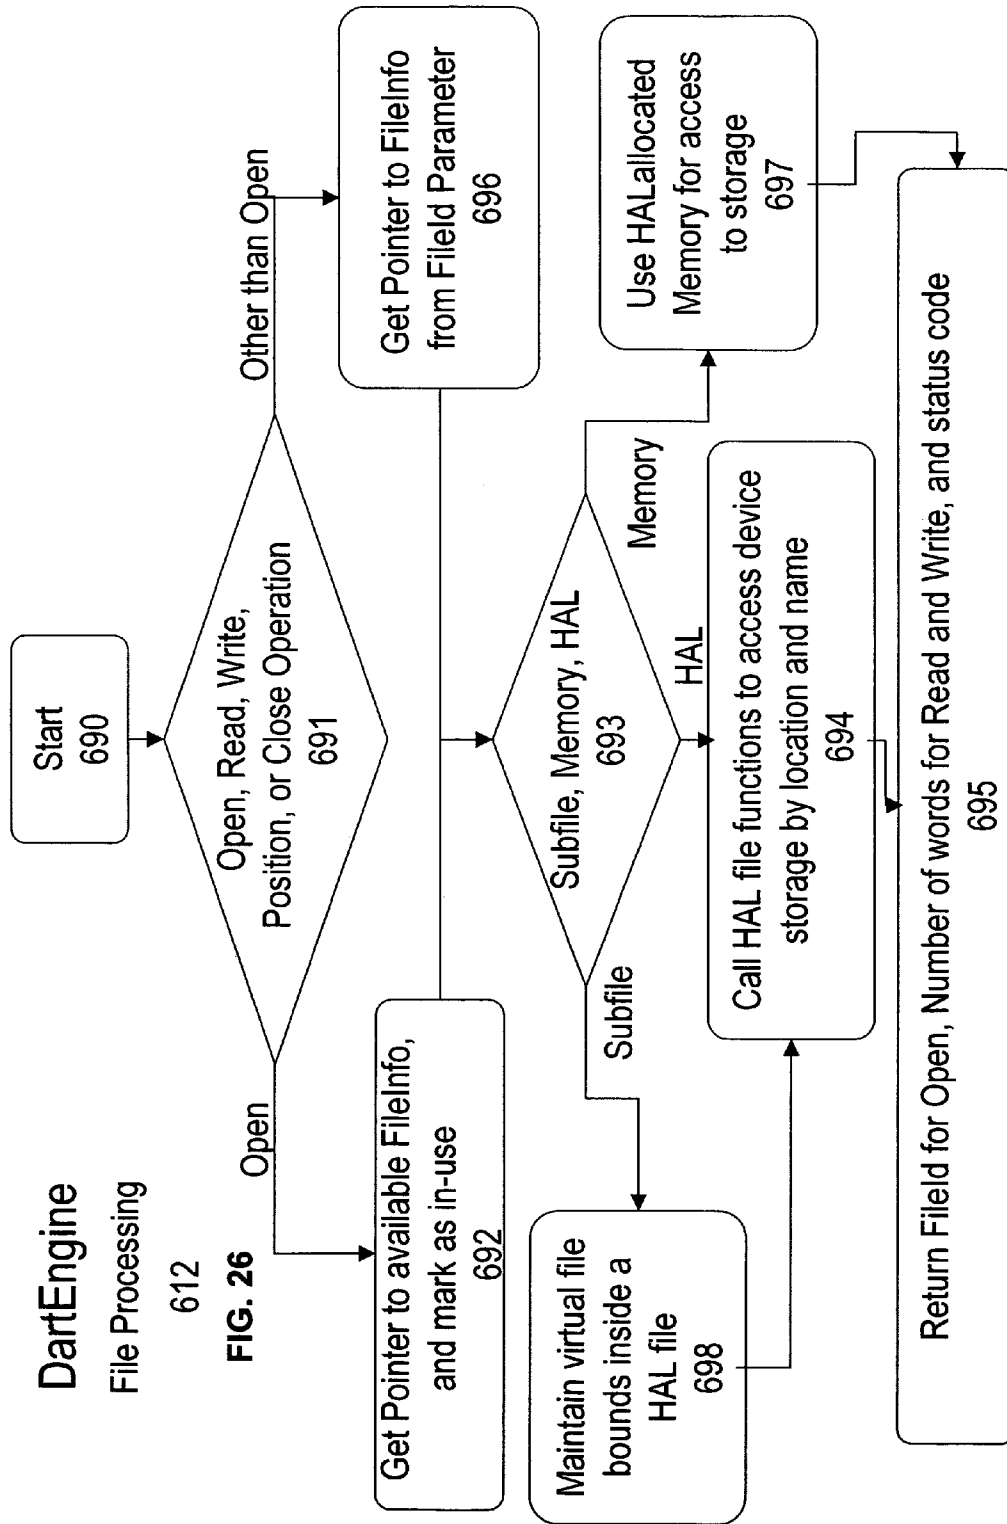 DartEngine
File Processing
612
FIG. 26
Start
690
Open, Read, Write,
Position, or Close Operation
691
Open
Other than Open
Get Pointer to available FileInfo,
and mark as in-use
692
Get Pointer to FileInfo
from FileId Parameter
696
Subfile, Memory, HAL
693
Subfile
HAL
Memory
Maintain virtual file
bounds inside a
HAL file
698
Call HAL file functions to access device
storage by location and name
694
Use HALallocated
Memory for access
to storage
697
Return FileId for Open, Number of words for Read and Write, and status code
695